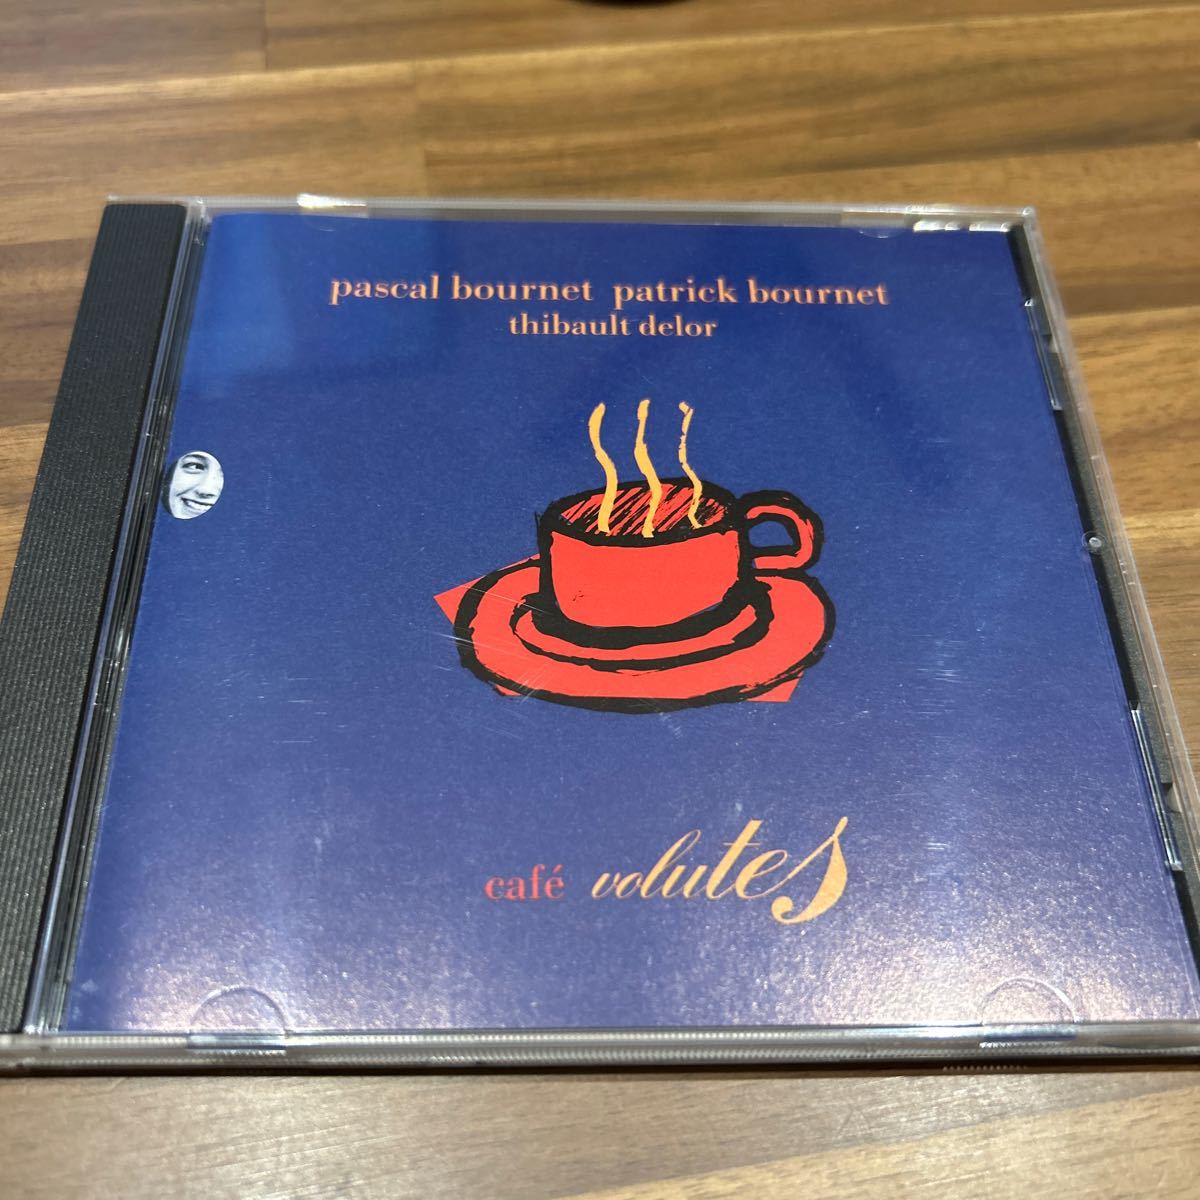 pascal bournet patrick bournet
thibault delor
café volutes